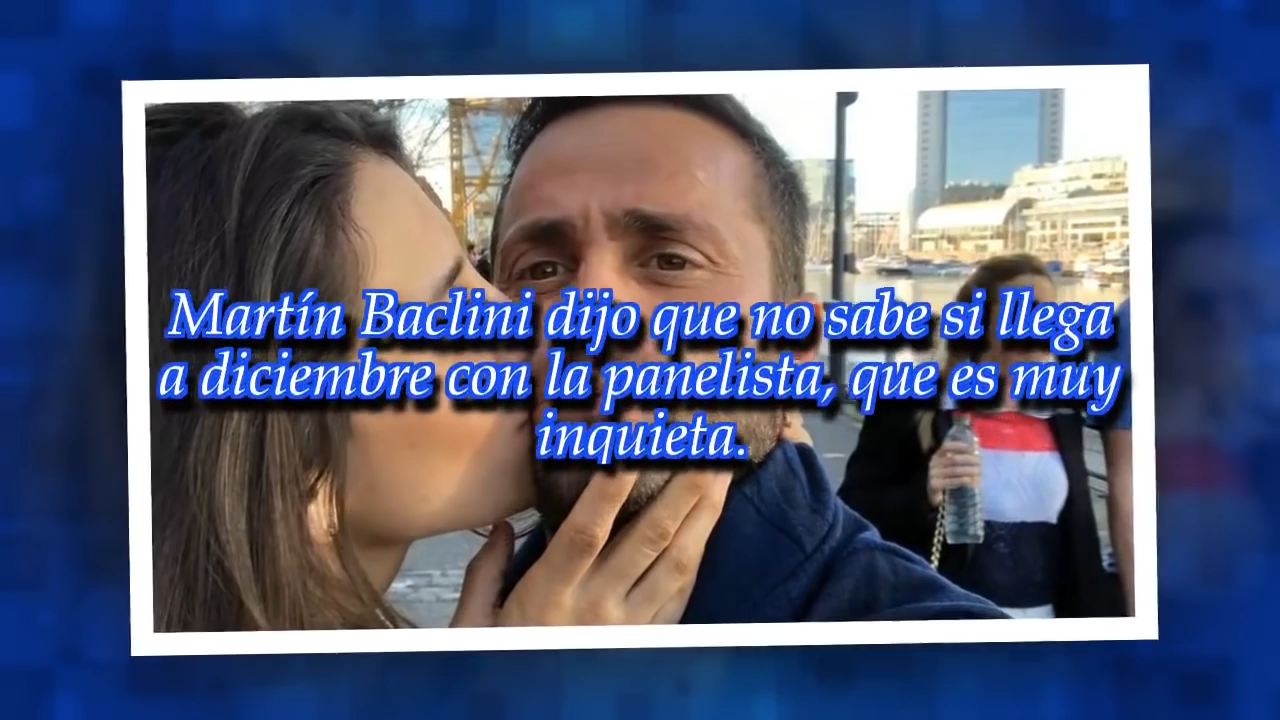 Martín Baclini dijo que no sabe si llega
a diciembre con la panelista, que es muy
inquieta.